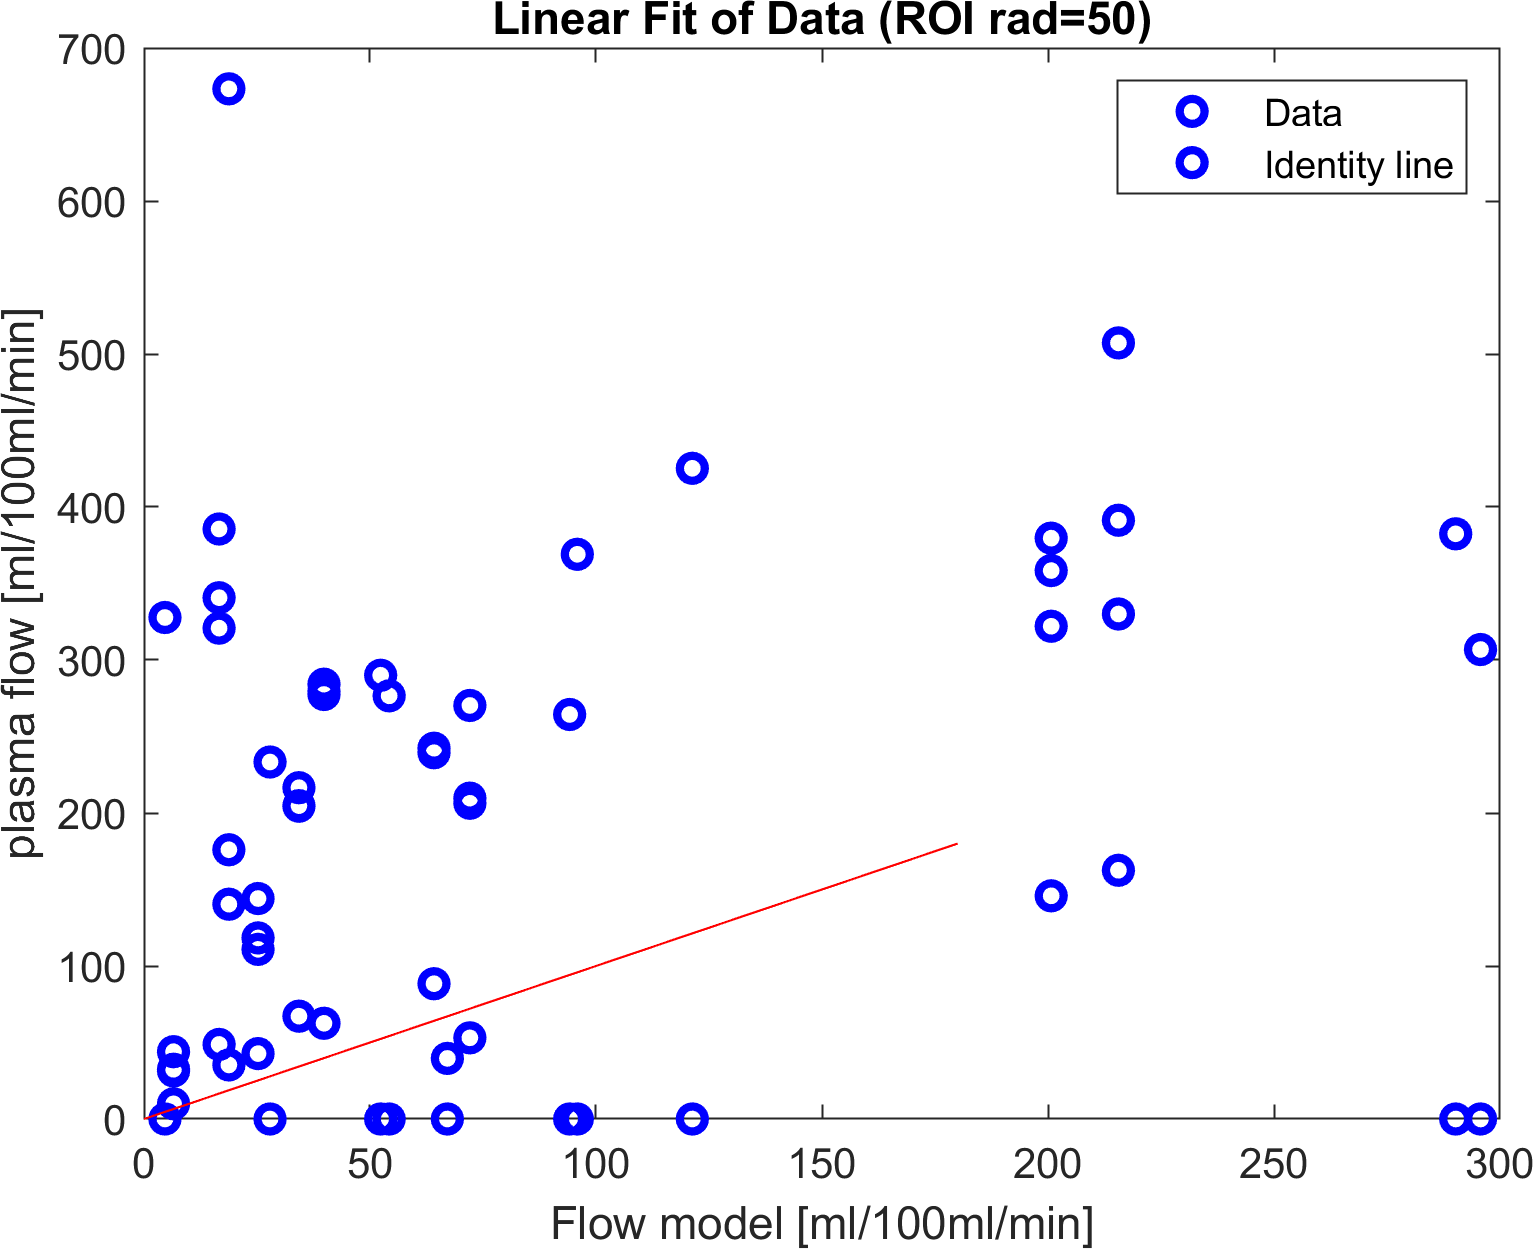 Linear Fit of Data (ROI rad=50)
700
600
500
400
300
200
100
0
plasma flow [ml/100ml/min]
Data
Identity line
0 50 100 150 200 250 300
Flow model [ml/100ml/min]